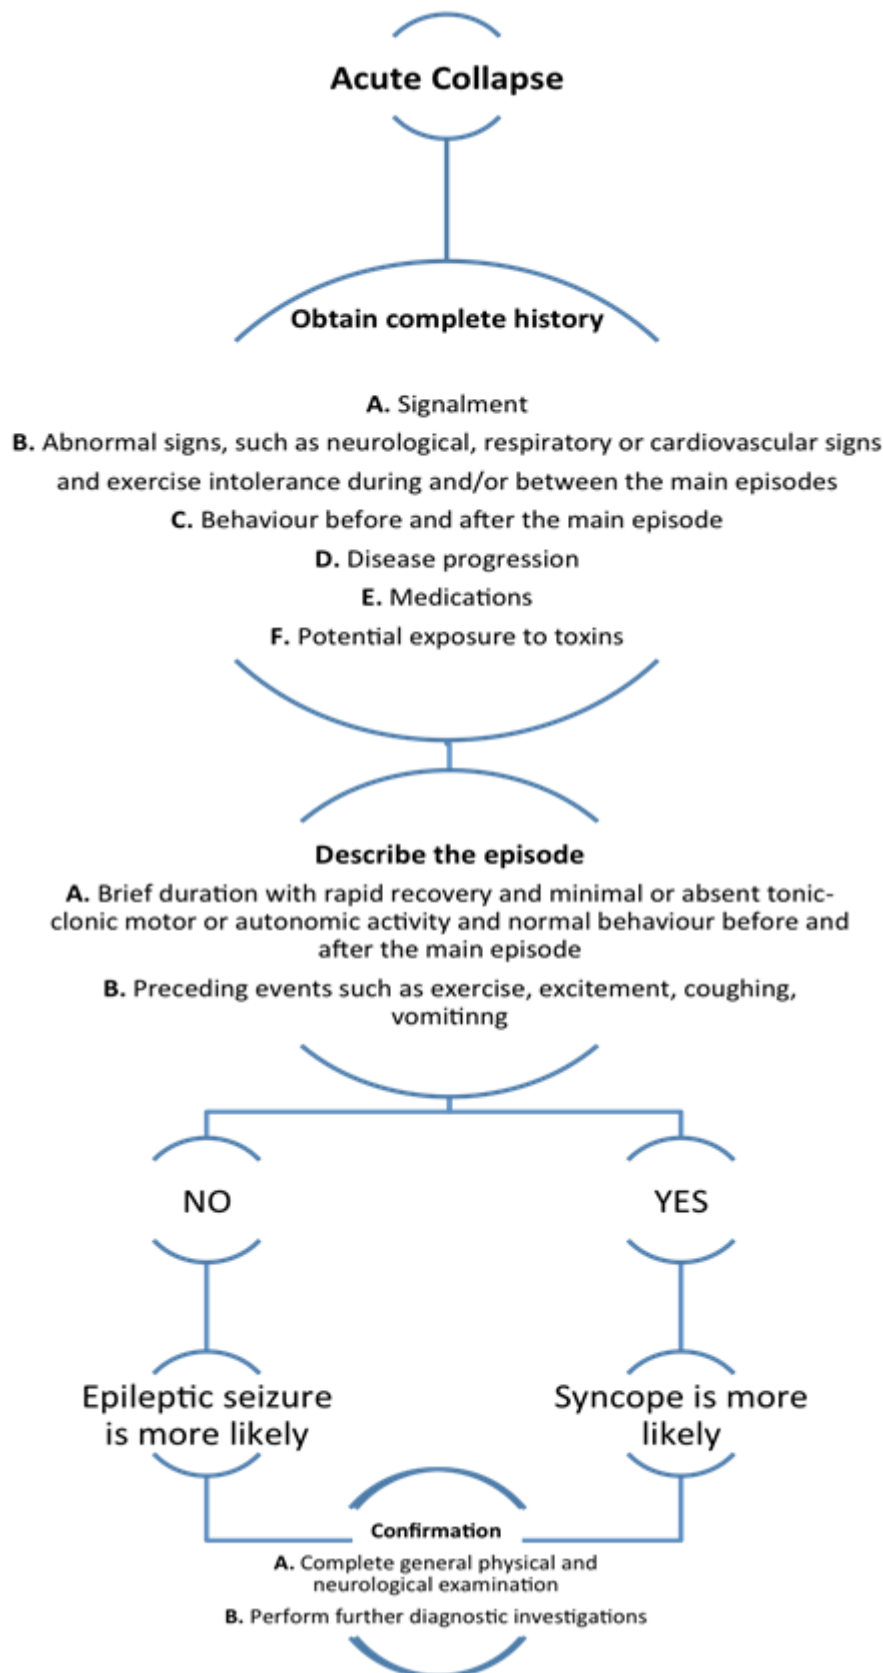 Acute Collapse
Obtain complete history
A. Signalment
B. Abnormal signs, such as neurological, respiratory or cardiovascular signs
and exercise intolerance during and/or between the main episodes
C. Behaviour before and after the main episode
D. Disease progression
E. Medications
F. Potential exposure to toxins
Describe the episode
A. Brief duration with rapid recovery and minimal or absent tonic-
clonic motor or autonomic activity and normal behaviour before and
after the main episode
B. Preceding events such as exercise, excitement, coughing,
vomitinng
NO
YES
Epileptic seizure
is more likely
Syncope is more
likely
Confirmation
A. Complete general physical and
neurological examination
B. Perform further diagnostic investigations